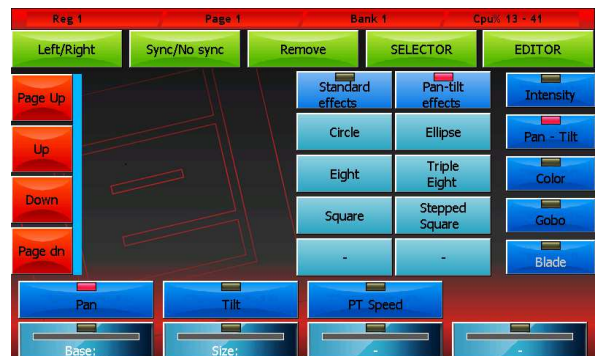 Reg 1 Page 1 Bank 1 Cpu% 13 - 41
Left/Right Sync/No sync Remove SELECTOR EDITOR
Page Up
Up
Down
Page dn
Standard effects
Pan-tilt effects
Circle Ellipse
Eight Triple Eight
Square Stepped Square
- -
Intensity
Pan - Tilt
Color
Gobo
Blade
Pan Tilt PT Speed
Base: Size: - -